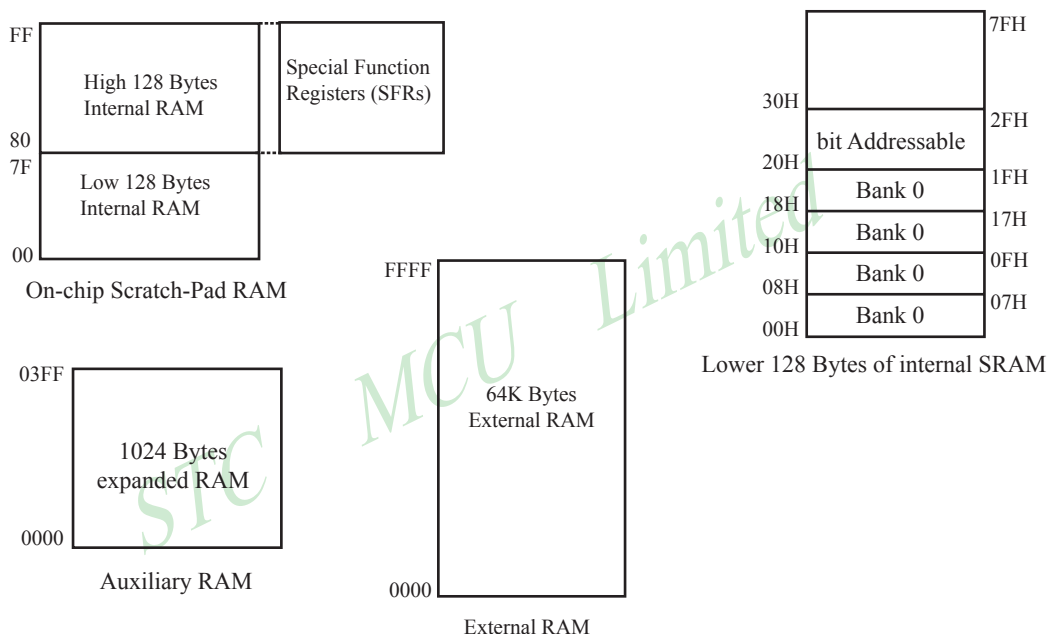 FF
High 128 Bytes
Internal RAM
80
7F
Low 128 Bytes
Internal RAM
00
On-chip Scratch-Pad RAM
Special Function
Registers (SFRs)
7FH
30H
2FH
bit Addressable
20H
1FH
Bank 0
18H
17H
Bank 0
10H
0FH
Bank 0
08H
07H
Bank 0
00H
Lower 128 Bytes of internal SRAM
03FF
1024 Bytes
expanded RAM
0000
Auxiliary RAM
FFFF
64K Bytes
External RAM
0000
External RAM
STC MCU Limited